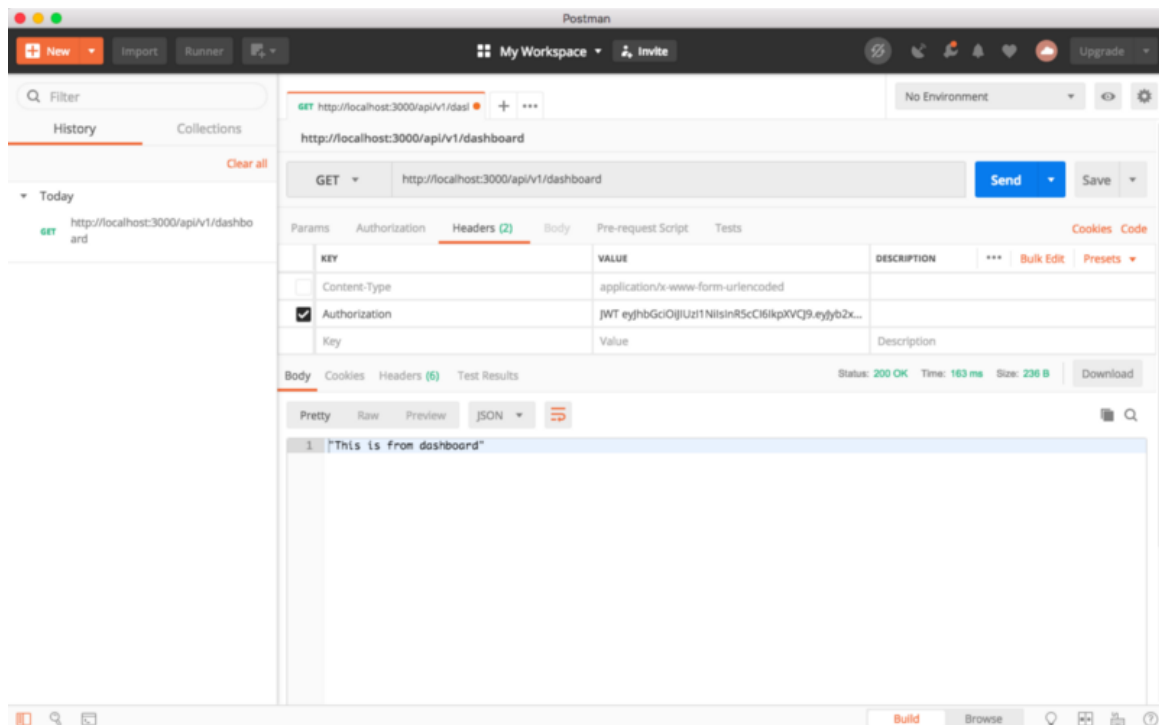 Postman
New Import Runner My Workspace Invite Upgrade
Filter
History Collections
Clear all
Today
GET http://localhost:3000/api/v1/dashbo
ard
GET http://localhost:3000/api/v1/dasl
No Environment
http://localhost:3000/api/v1/dashboard
GET http://localhost:3000/api/v1/dashboard Send Save
Params Authorization Headers (2) Body Pre-request Script Tests Cookies Code
KEY VALUE DESCRIPTION Bulk Edit Presets
Content-Type application/x-www-form-urlencoded
Authorization JWT eyJhbGciOiJIUzI1NiIsInR5cCI6IkpXVCJ9.eyJyb2x...
Key Value Description
Body Cookies Headers (6) Test Results Status: 200 OK Time: 163 ms Size: 236 B Download
Pretty Raw Preview JSON
1 "This is from dashboard"
Build Browse